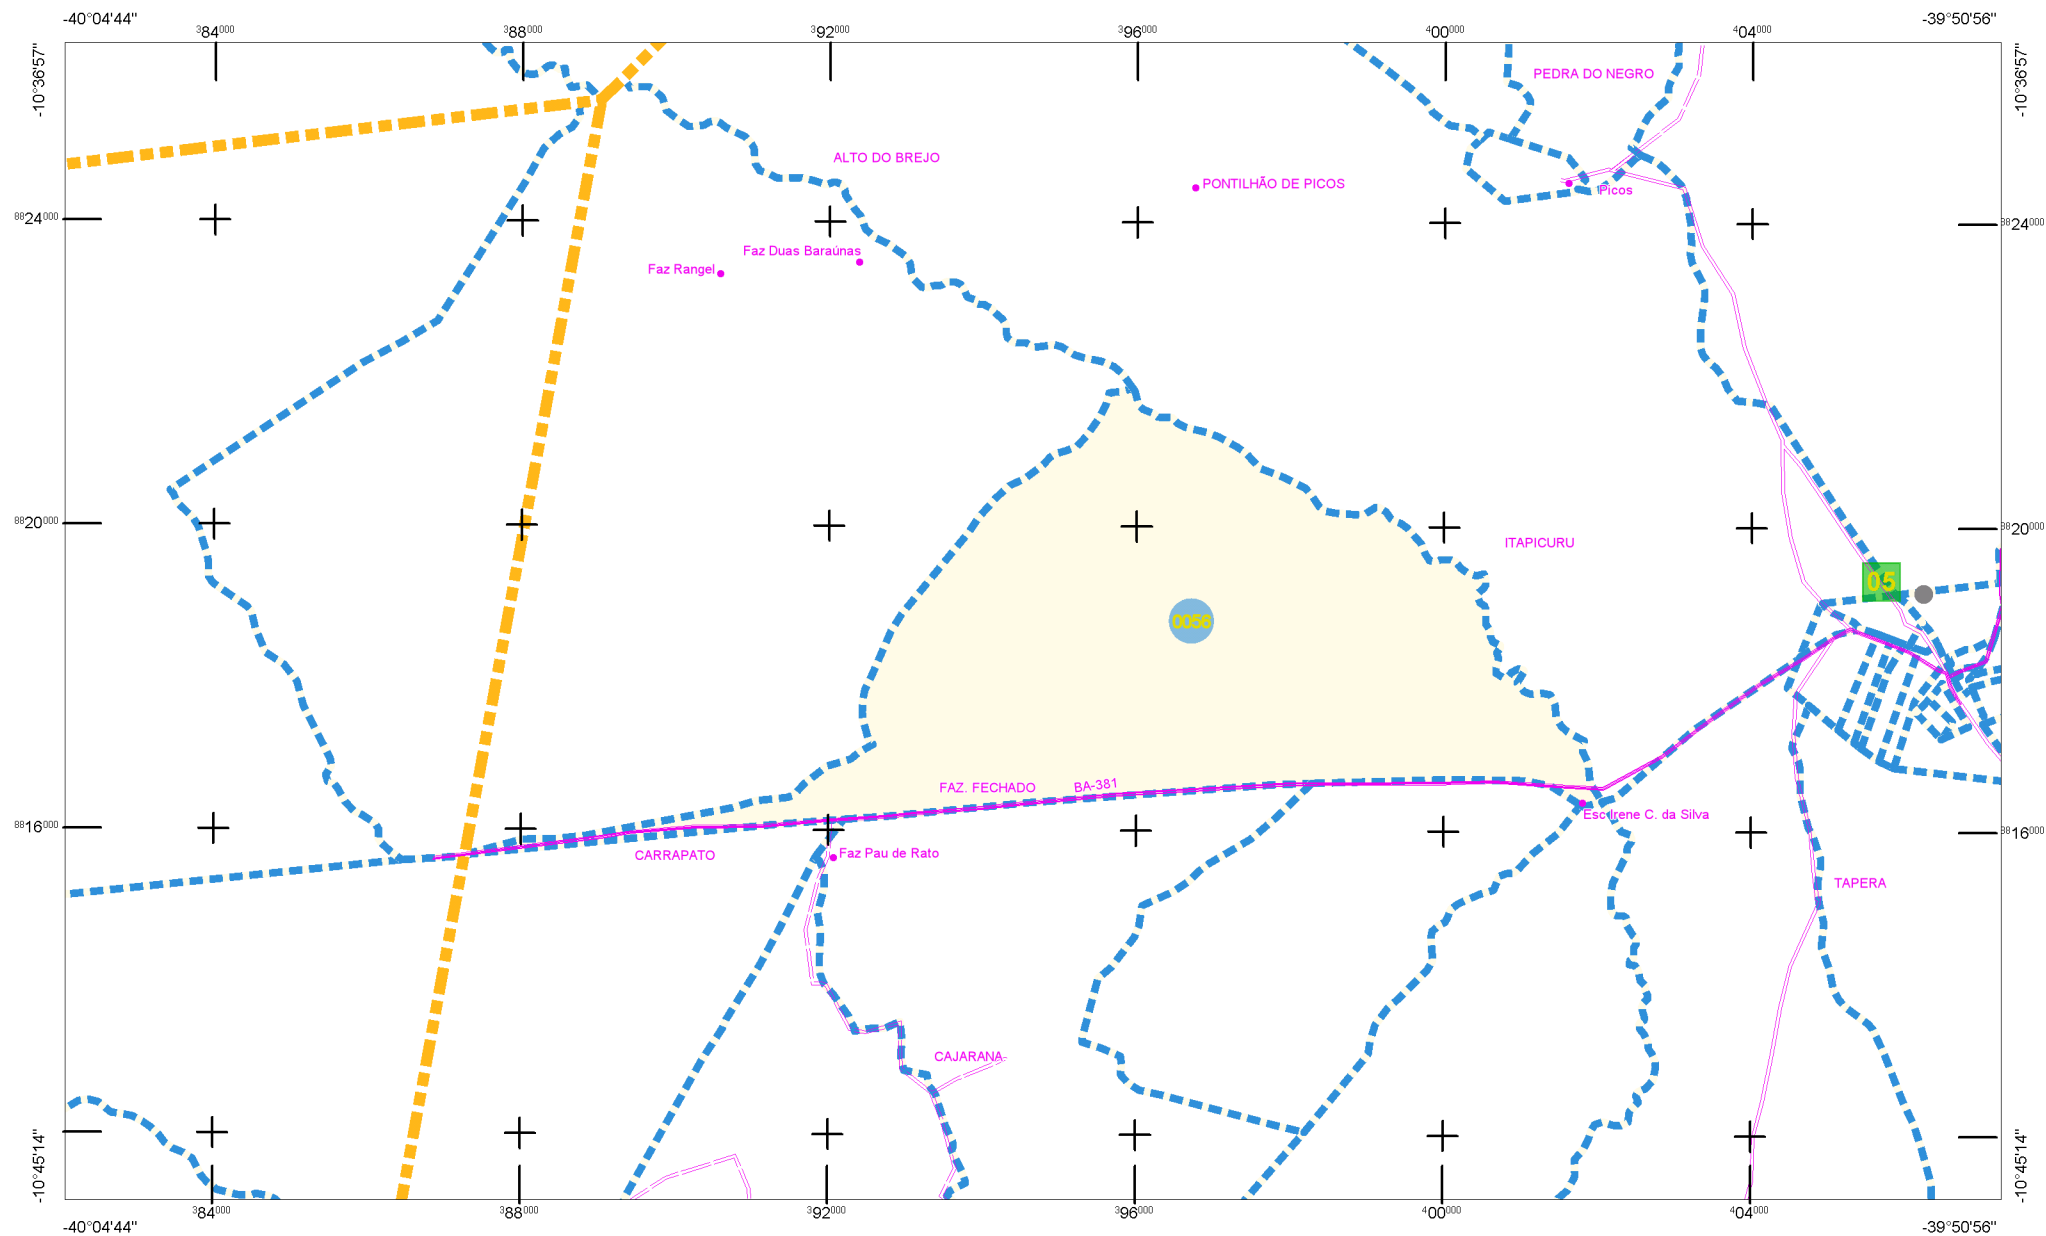 -40°04'44" -39°50'56"
384000 388000 392000 396000 400000 404000
-10°36'57" -10°36'57"
PEDRA DO NEGRO
ALTO DO BREJO
PONTILHÃO DE PICOS
Picos
8824000 8824000
Faz Duas Baraúnas
Faz Rangel
8820000 8820000
ITAPICURU
05
0056
FAZ. FECHADO
BA-381
Esc Irene C. da Silva
8816000 8816000
CARRAPATO
Faz Pau de Rato
TAPERA
CAJARANA
-10°45'14" -10°45'14"
384000 388000 392000 396000 400000 404000
-40°04'44" -39°50'56"